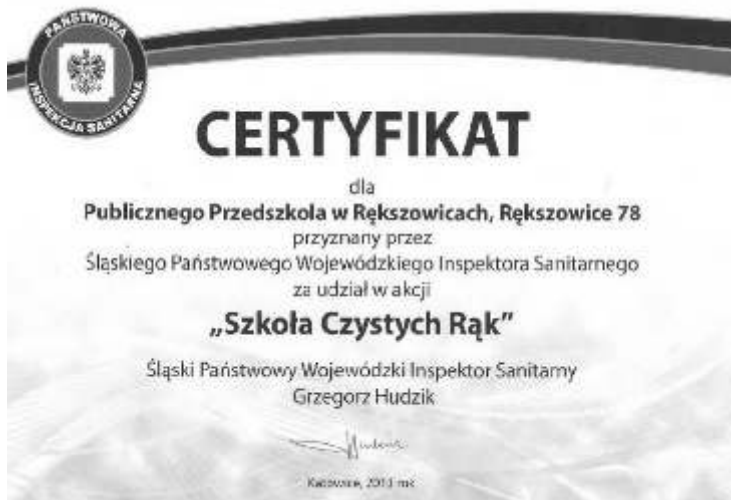 PAŃSTWOWA
INSPEKCJA SANITARNA
CERTYFIKAT
dla
Publicznego Przedszkola w Rększowicach, Rększowice 78
przyznany przez
Śląskiego Państwowego Wojewódzkiego Inspektora Sanitarnego
za udział w akcji
„Szkoła Czystych Rąk”
Śląski Państwowy Wojewódzki Inspektor Sanitarny
Grzegorz Hudzik
Katowice, 2013 rok